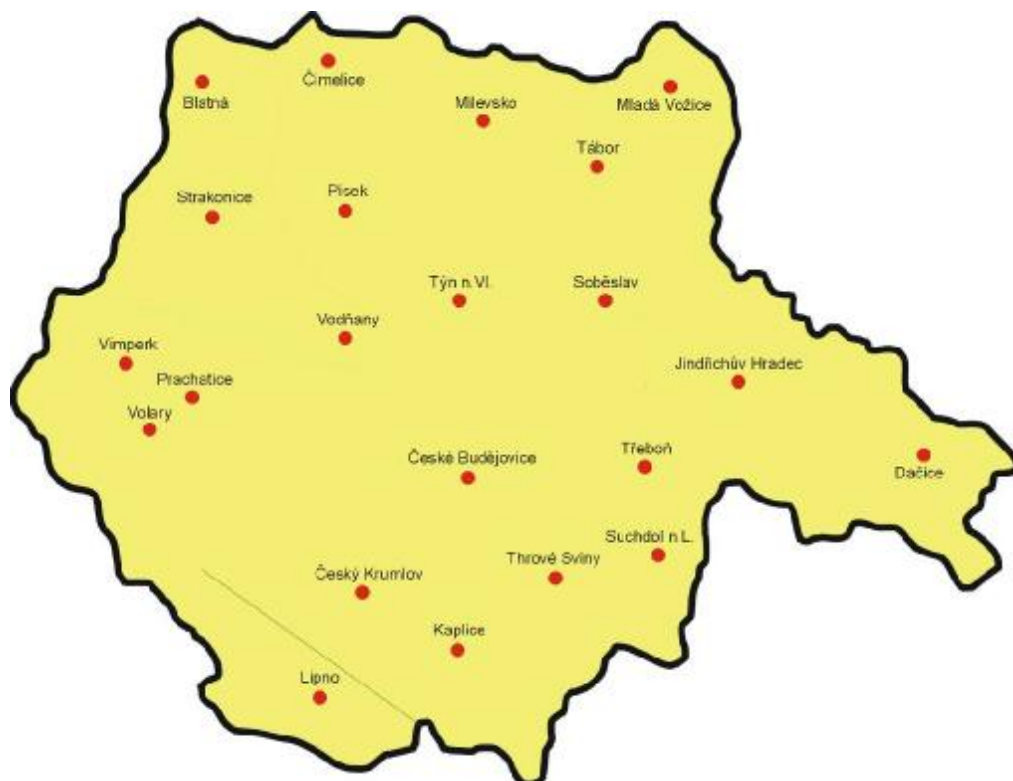 Čimelice
Blatná
Milevsko
Mladá Vožice
Tábor
Strakonice
Písek
Týn n.Vl.
Soběslav
Vodňany
Vimperk
Jindřichův Hradec
Prachatice
Volary
České Budějovice
Třeboň
Dačice
Suchdol n L.
Thrové Sviny
Český Krumlov
Kaplice
Lipno